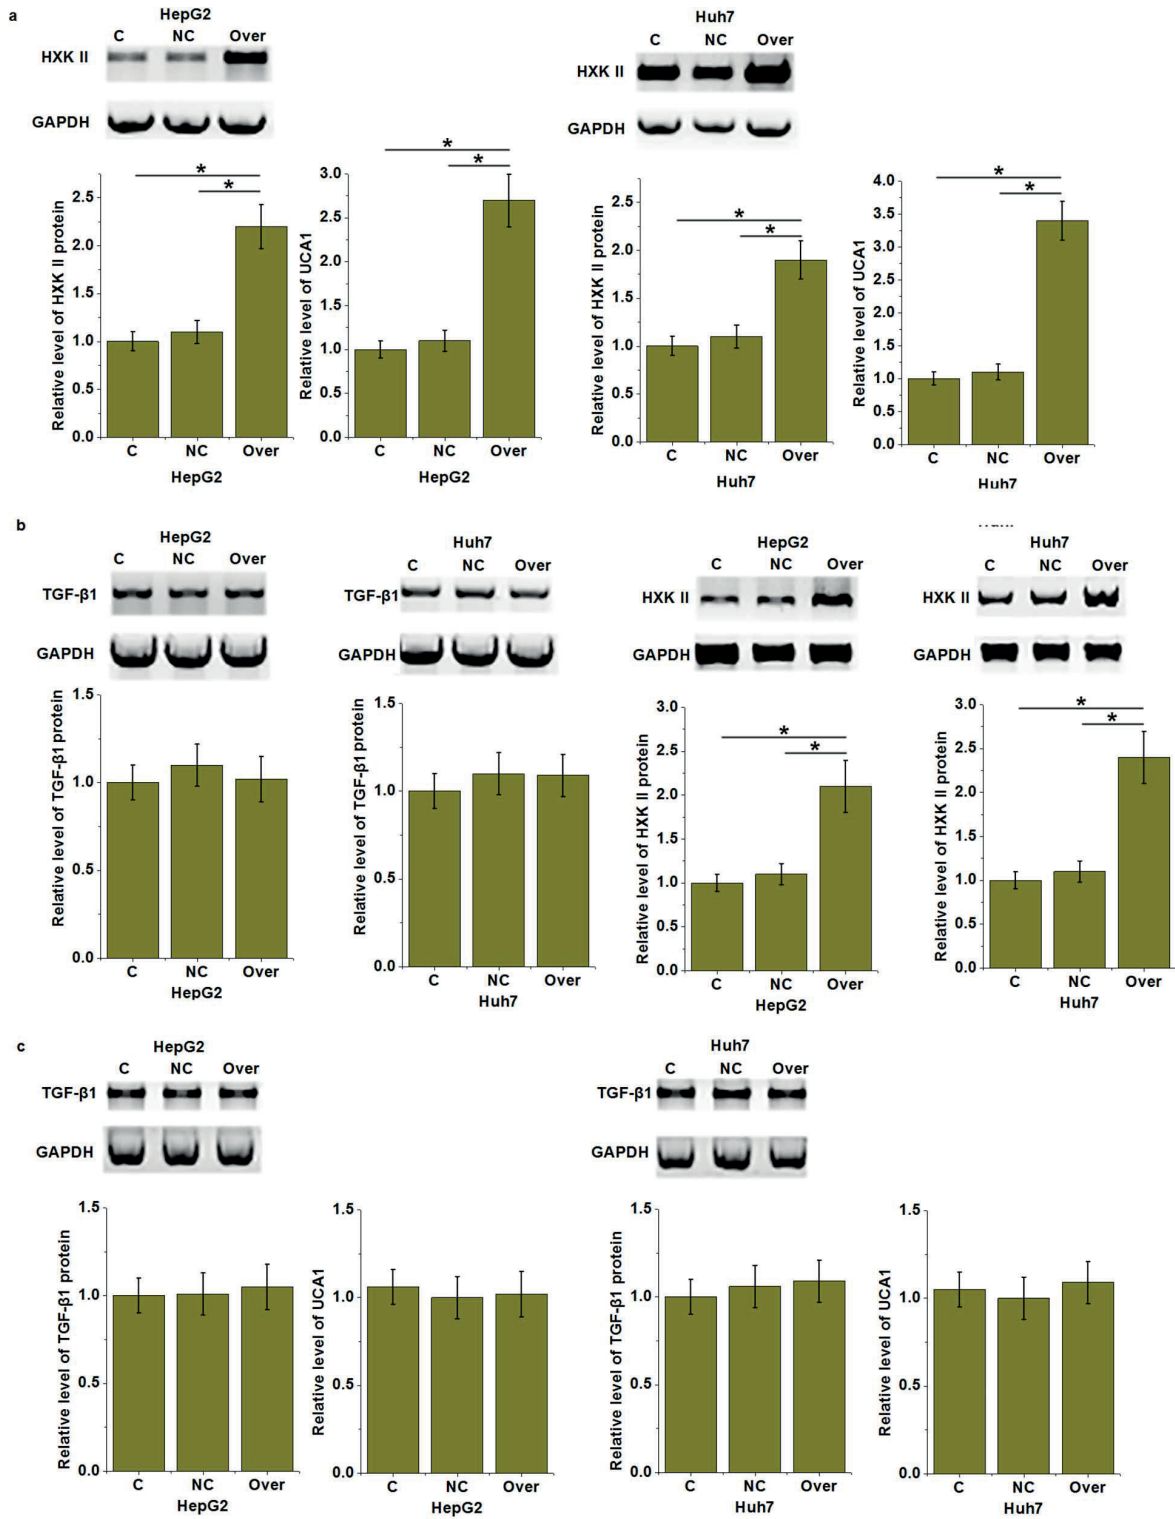 a
HepG2
C NC Over
HXK II
GAPDH
Huh7
C NC Over
HXK II
GAPDH
Relative level of HXK II protein
2.5
2.0
1.5
1.0
0.5
0.0
* *
C NC Over
HepG2
Relative level of UCA1
3.0
2.5
2.0
1.5
1.0
0.5
0.0
* *
C NC Over
HepG2
Relative level of HXK II protein
2.5
2.0
1.5
1.0
0.5
0.0
* *
C NC Over
Huh7
Relative level of UCA1
4.0
3.5
3.0
2.5
2.0
1.5
1.0
0.5
0.0
* *
C NC Over
Huh7
b
HepG2
C NC Over
TGF-β1
GAPDH
Huh7
C NC Over
TGF-β1
GAPDH
HepG2
C NC Over
HXK II
GAPDH
Huh7
C NC Over
HXK II
GAPDH
Relative level of TGF-β1 protein
1.5
1.0
0.5
0.0
C NC Over
HepG2
Relative level of TGF-β1 protein
1.5
1.0
0.5
0.0
C NC Over
Huh7
Relative level of HXK II protein
3.0
2.5
2.0
1.5
1.0
0.5
0.0
* *
C NC Over
HepG2
Relative level of HXK II protein
3.0
2.5
2.0
1.5
1.0
0.5
0.0
* *
C NC Over
Huh7
c
HepG2
C NC Over
TGF-β1
GAPDH
Huh7
C NC Over
TGF-β1
GAPDH
Relative level of TGF-β1 protein
1.5
1.0
0.5
0.0
C NC Over
HepG2
Relative level of UCA1
1.5
1.0
0.5
0.0
C NC Over
HepG2
Relative level of TGF-β1 protein
1.5
1.0
0.5
0.0
C NC Over
Huh7
Relative level of UCA1
1.5
1.0
0.5
0.0
C NC Over
Huh7